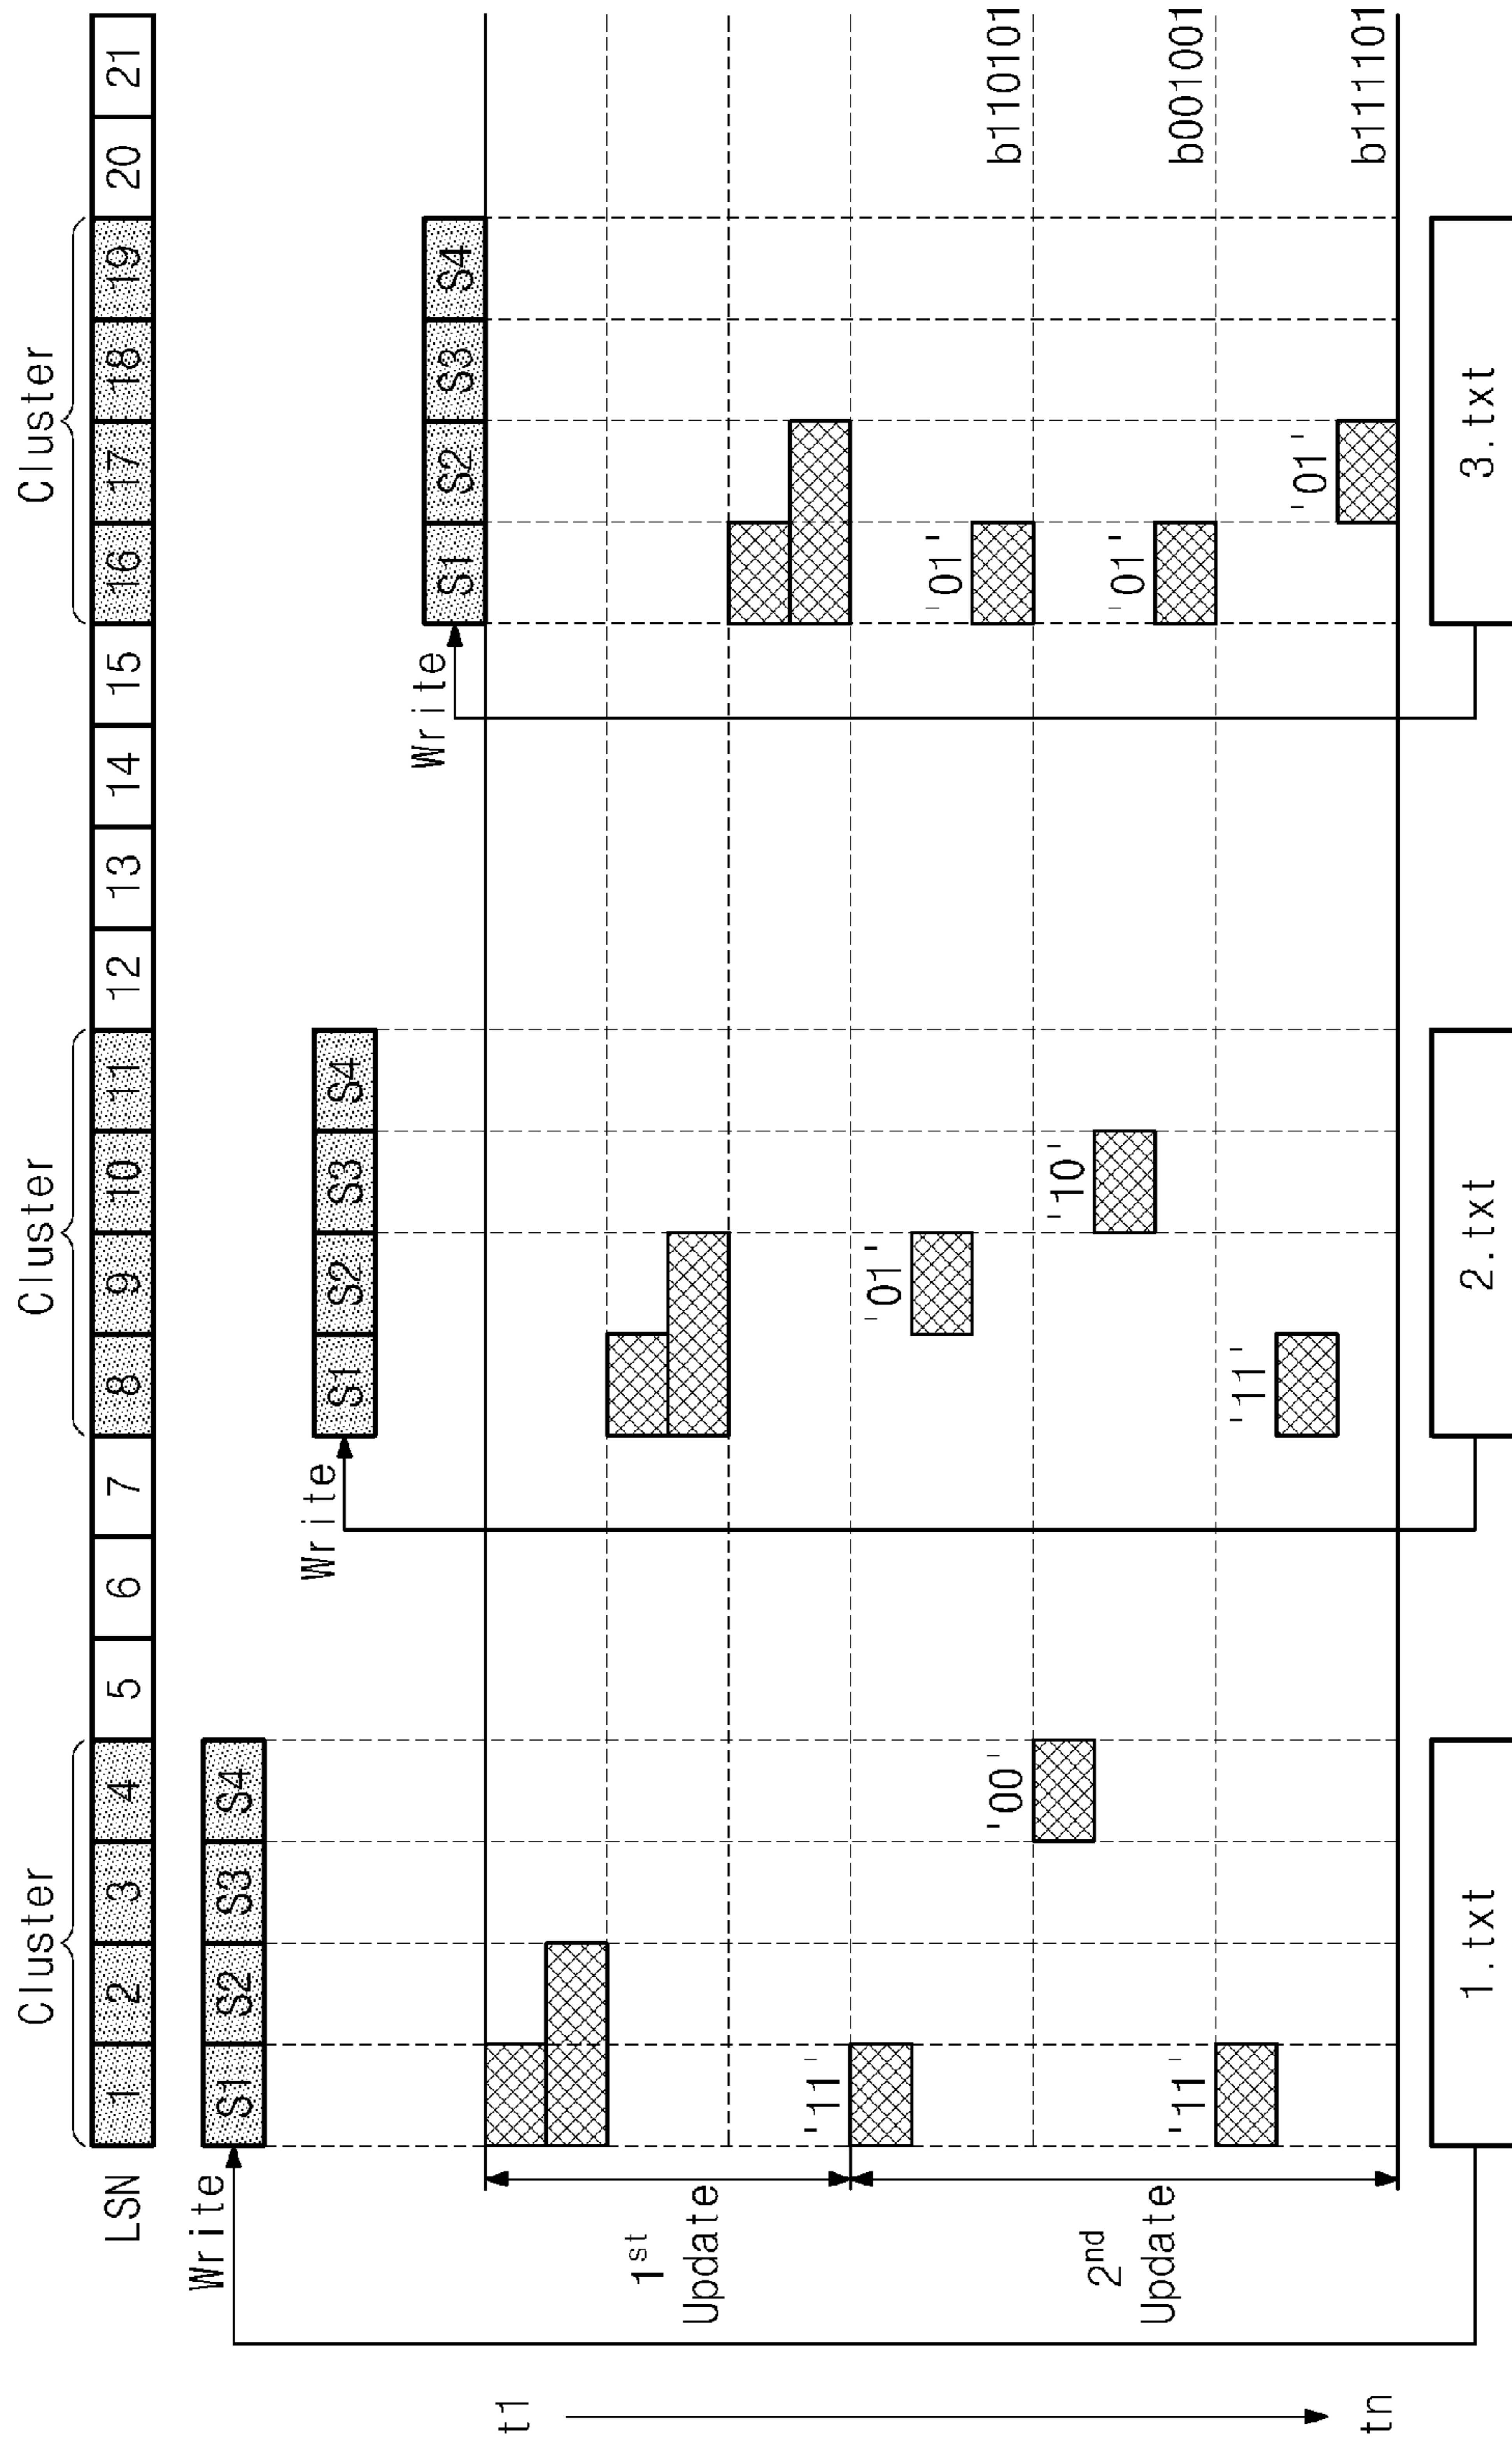 Cluster Cluster Cluster
LSN 1 2 3 4 5 6 7 8 9 10 11 12 13 14 15 16 17 18 19 20 21
Write S1 S2 S3 S4
Write S1 S2 S3 S4
Write S1 S2 S3 S4
t1
1st
Update
'11'
'01'
'01'
b110101
2nd
Update
'00'
'10'
'01'
b001001
'11'
'11'
'01'
b111101
tn
1.txt 2.txt 3.txt